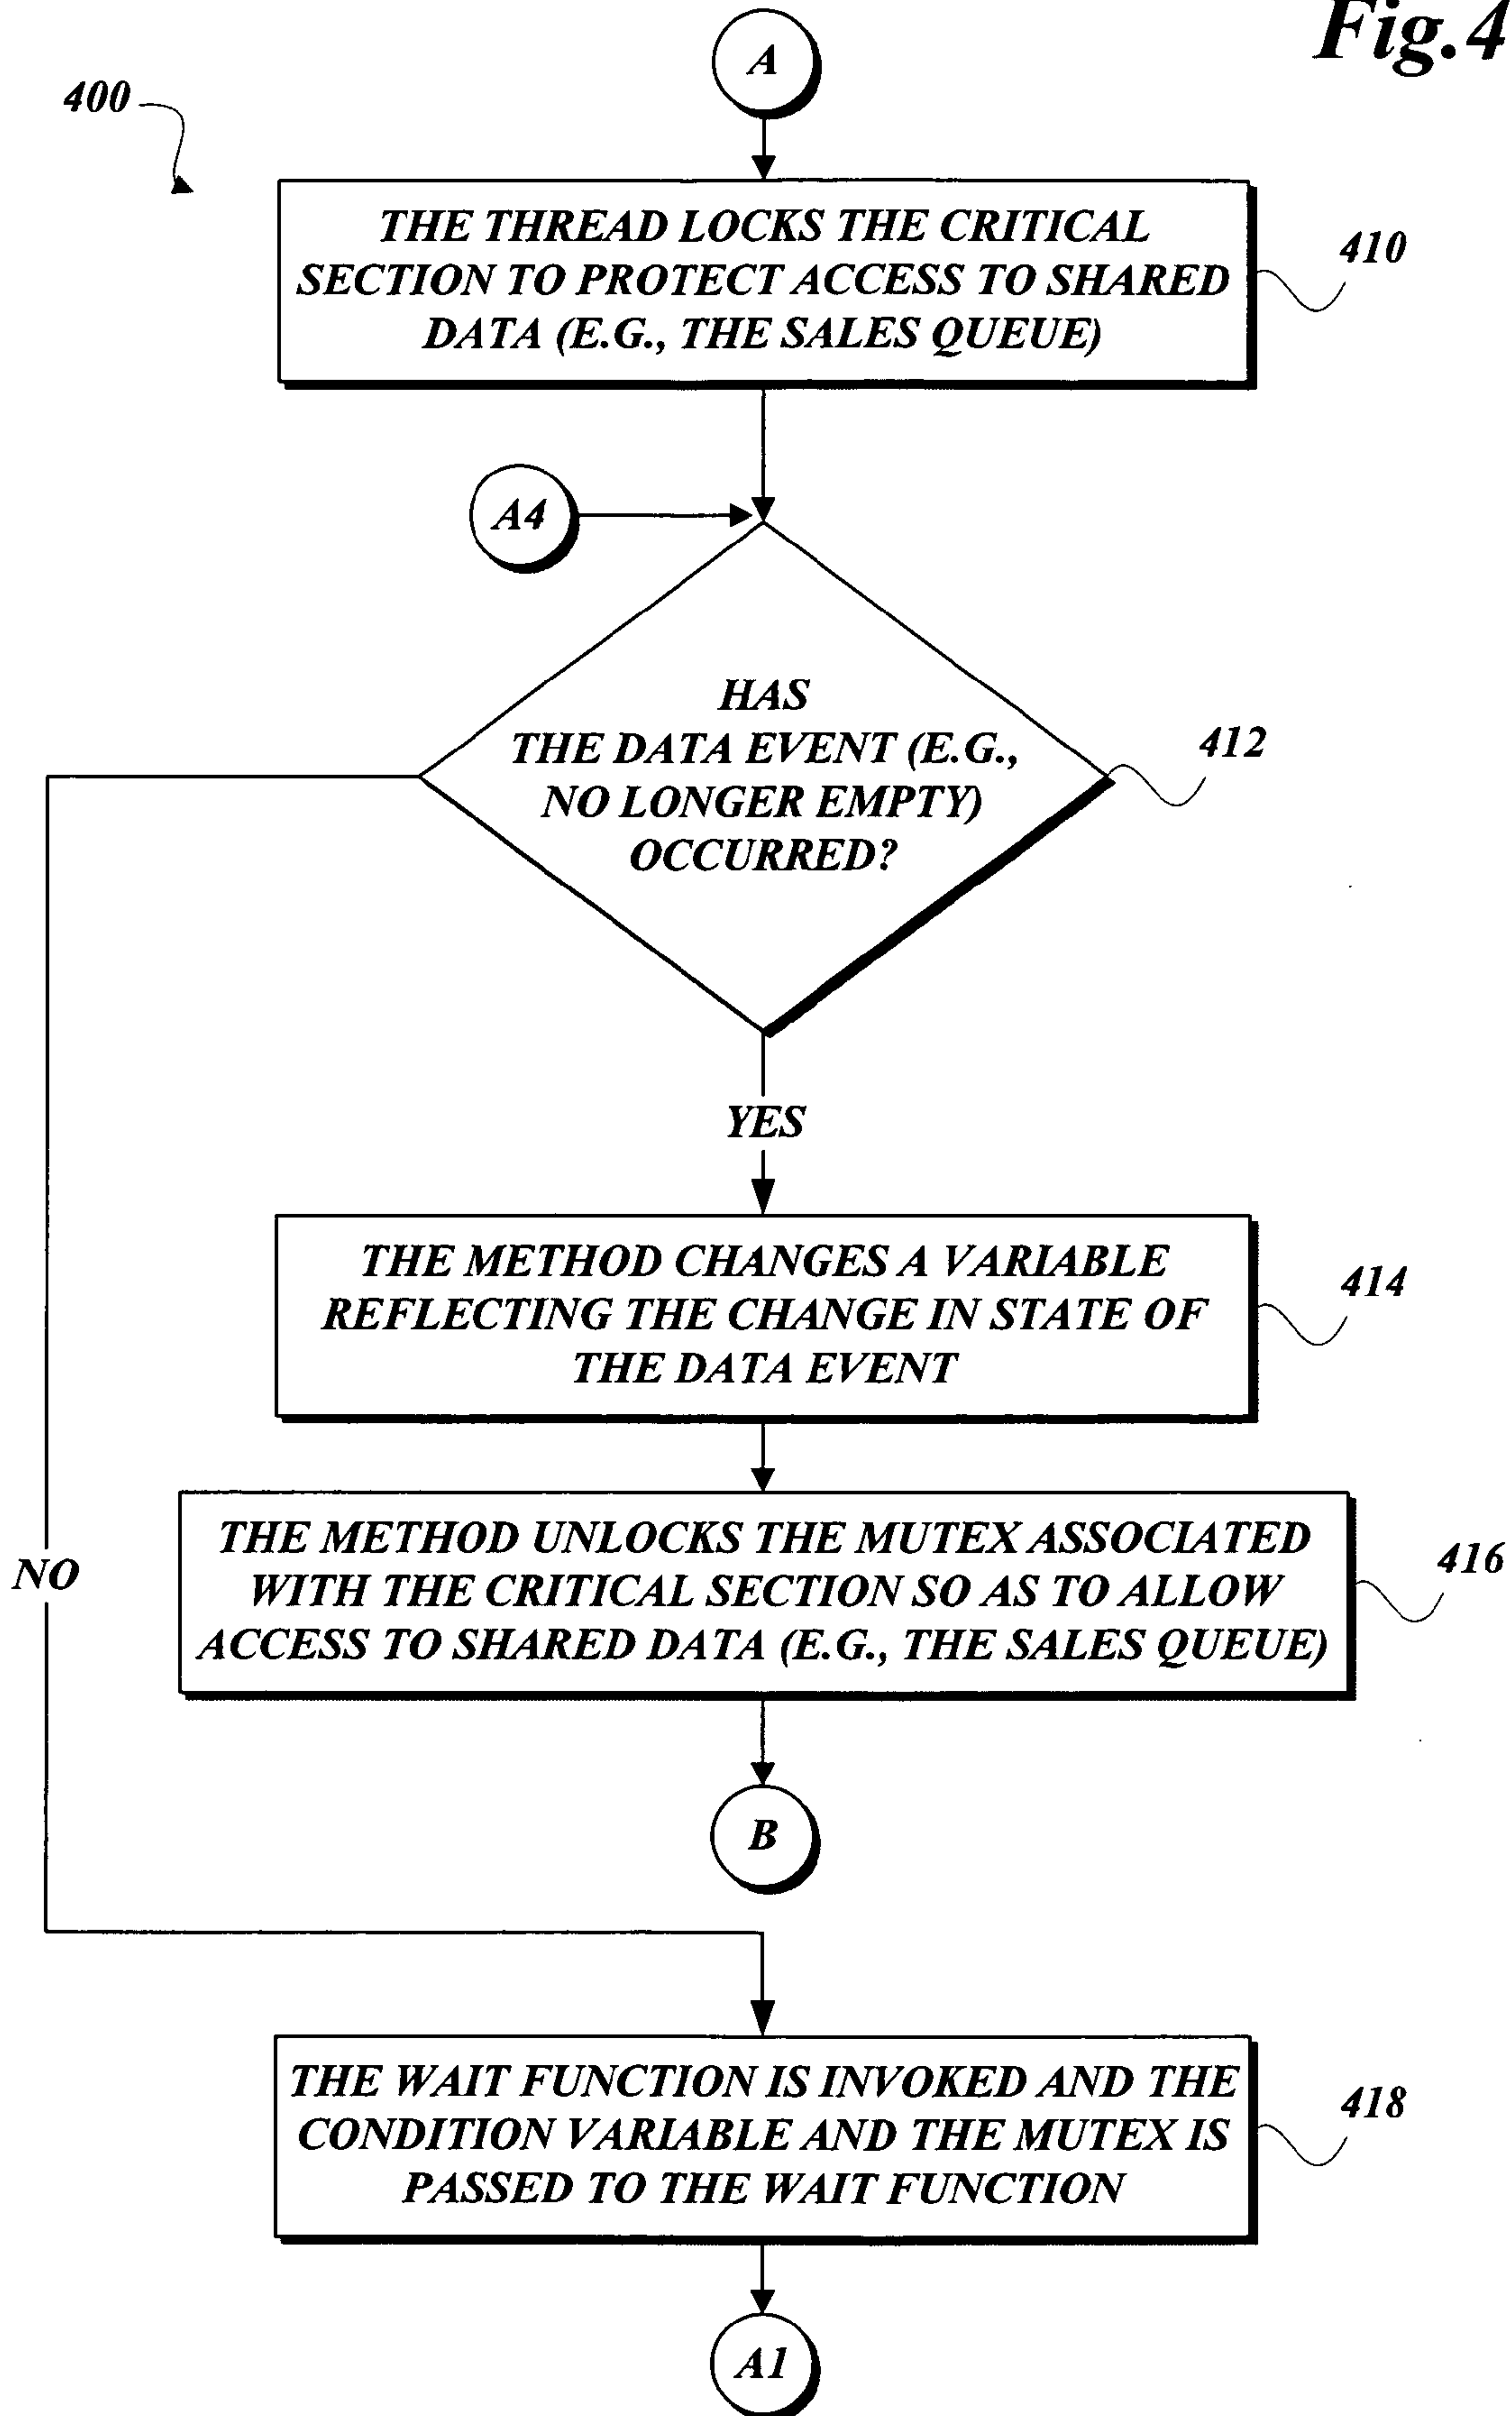 Fig.4
A
400
THE THREAD LOCKS THE CRITICAL
SECTION TO PROTECT ACCESS TO SHARED
DATA (E.G., THE SALES QUEUE)
410
A4
HAS
THE DATA EVENT (E.G.,
NO LONGER EMPTY)
OCCURRED?
412
YES
THE METHOD CHANGES A VARIABLE
REFLECTING THE CHANGE IN STATE OF
THE DATA EVENT
414
THE METHOD UNLOCKS THE MUTEX ASSOCIATED
WITH THE CRITICAL SECTION SO AS TO ALLOW
ACCESS TO SHARED DATA (E.G., THE SALES QUEUE)
416
NO
B
THE WAIT FUNCTION IS INVOKED AND THE
CONDITION VARIABLE AND THE MUTEX IS
PASSED TO THE WAIT FUNCTION
418
A1